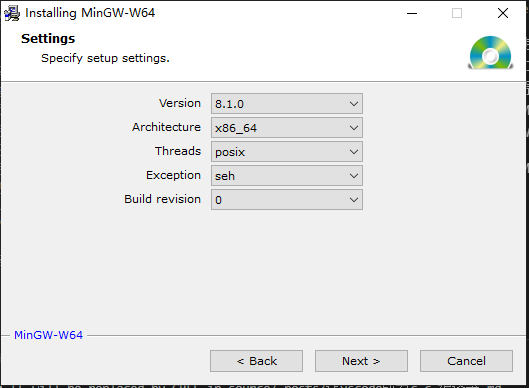 Installing MinGW-W64
Settings
Specify setup settings.
Version 8.1.0
Architecture x86_64
Threads posix
Exception seh
Build revision 0
MinGW-W64
< Back Next > Cancel